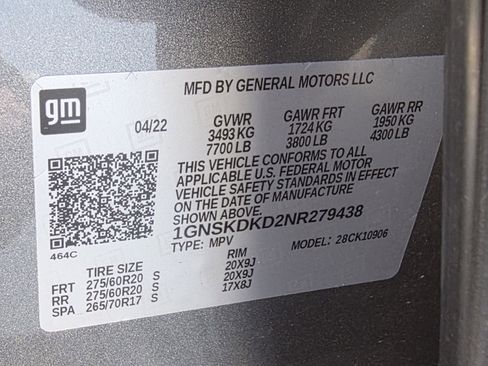 gm
MFD BY GENERAL MOTORS LLC
04/22 GVWR GAWR FRT GAWR RR
3493 KG 1724 KG 1950 KG
7700 LB 3800 LB 4300 LB
THIS VEHICLE CONFORMS TO ALL
APPLICABLE U.S. FEDERAL MOTOR
VEHICLE SAFETY STANDARDS IN EFFECT
ON THE DATE OF MANUFACTURE
SHOWN ABOVE.
1GNSKDKD2NR279438
TYPE: MPV MODEL: 28CK10906
464C
TIRE SIZE RIM
FRT 275/60R20 S 20X9J
RR 275/60R20 S 20X9J
SPA 265/70R17 S 17X8J